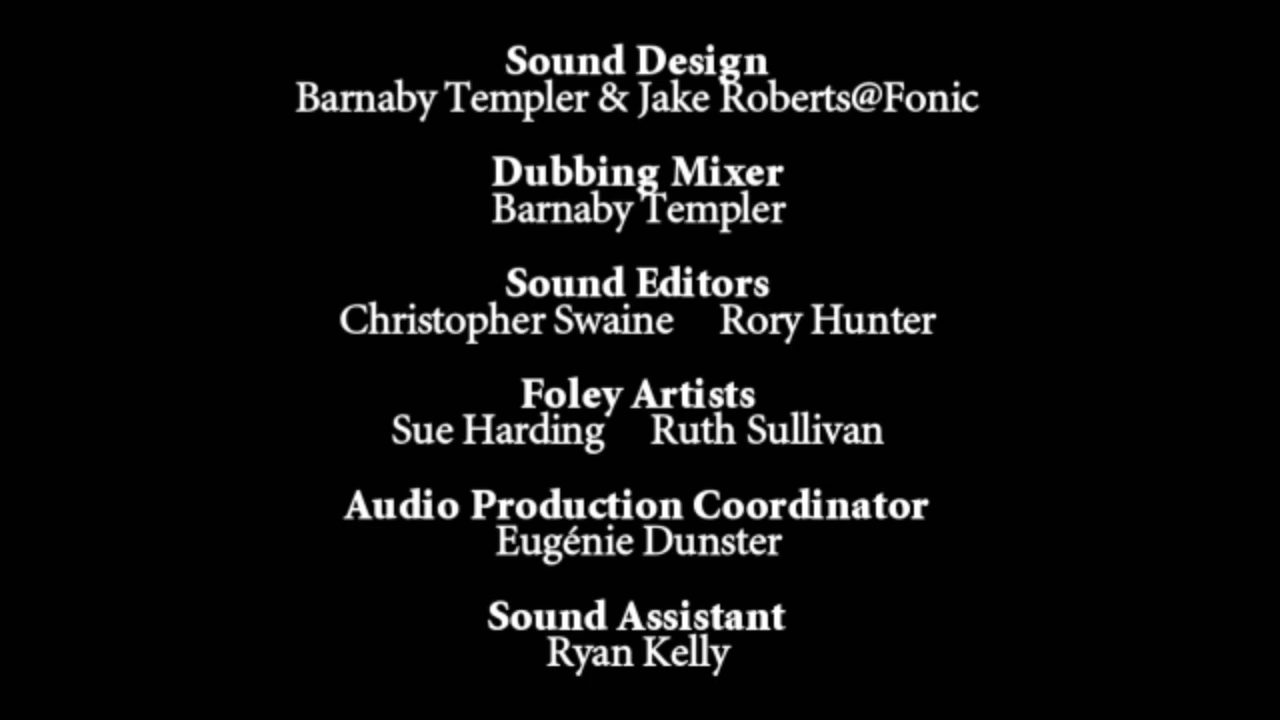 Sound Design
Barnaby Templer & Jake Roberts@Fonic
Dubbing Mixer
Barnaby Templer
Sound Editors
Christopher Swaine Rory Hunter
Foley Artists
Sue Harding Ruth Sullivan
Audio Production Coordinator
Eugénie Dunster
Sound Assistant
Ryan Kelly